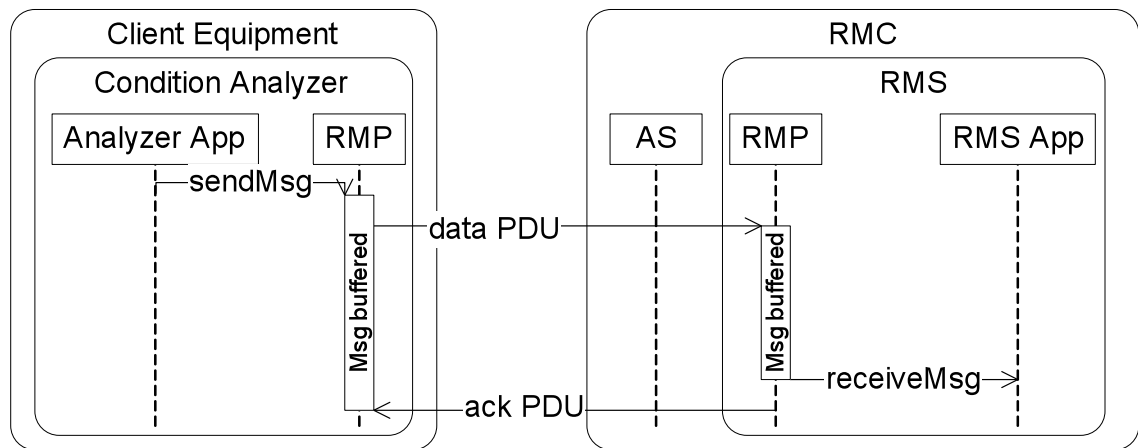 Client Equipment
RMC
Condition Analyzer
RMS
Analyzer App
RMP
AS
RMP
RMS App
sendMsg
data PDU
Msg buffered
Msg buffered
receiveMsg
ack PDU